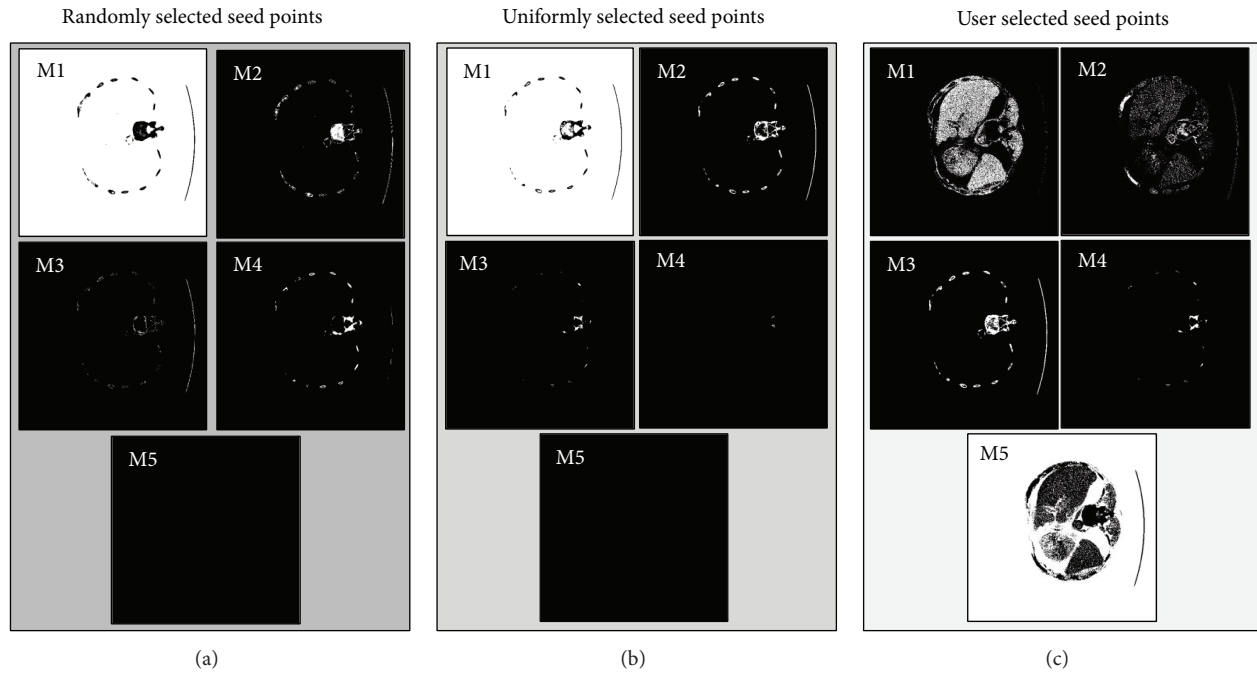 Randomly selected seed points
M1
M2
M3
M4
M5
(a)
Uniformly selected seed points
M1
M2
M3
M4
M5
(b)
User selected seed points
M1
M2
M3
M4
M5
(c)